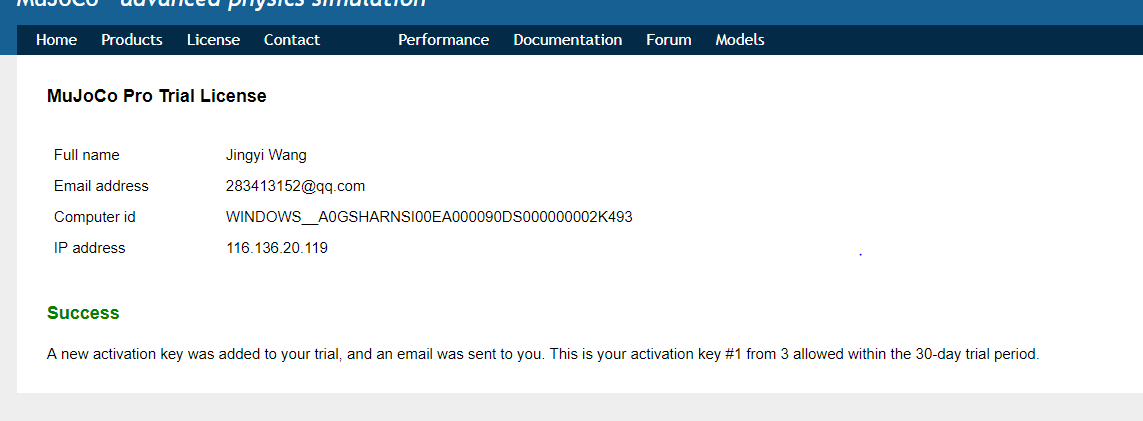 MuJoCo advanced physics simulation
Home Products License Contact Performance Documentation Forum Models
MuJoCo Pro Trial License
Full name Jingyi Wang
Email address 283413152@qq.com
Computer id WINDOWS__A0GSHARNSI00EA000090DS000000002K493
IP address 116.136.20.119
Success
A new activation key was added to your trial, and an email was sent to you. This is your activation key #1 from 3 allowed within the 30-day trial period.